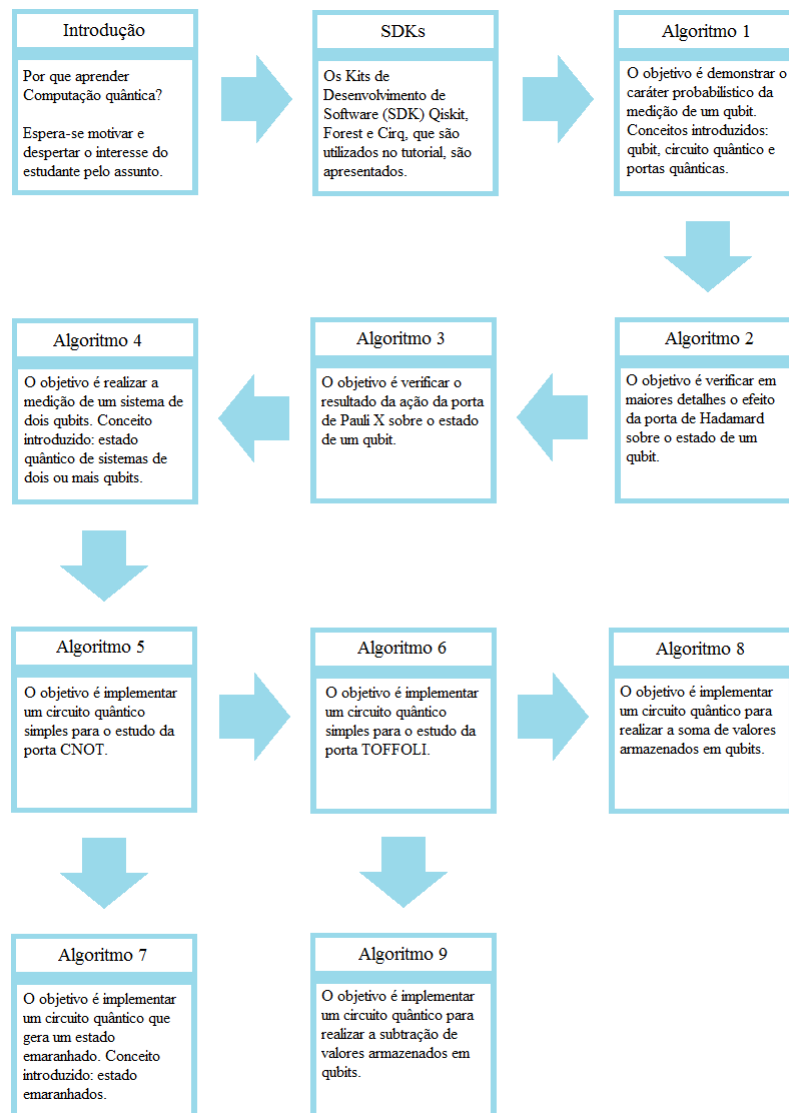 Introdução
Por que aprender
Computação quântica?
Espera-se motivar e
despertar o interesse do
estudante pelo assunto.
SDKs
Os Kits de
Desenvolvimento de
Software (SDK) Qiskit,
Forest e Cirq, que são
utilizados no tutorial, são
apresentados.
Algoritmo 1
O objetivo é demonstrar o
caráter probabilístico da
medição de um qubit.
Conceitos introduzidos:
qubit, circuito quântico e
portas quânticas.
Algoritmo 2
O objetivo é verificar em
maiores detalhes o efeito
da porta de Hadamard
sobre o estado de um
qubit.
Algoritmo 3
O objetivo é verificar o
resultado da ação da porta
de Pauli X sobre o estado
de um qubit.
Algoritmo 4
O objetivo é realizar a
medição de um sistema de
dois qubits. Conceito
introduzido: estado
quântico de sistemas de
dois ou mais qubits.
Algoritmo 5
O objetivo é implementar
um circuito quântico
simples para o estudo da
porta CNOT.
Algoritmo 6
O objetivo é implementar
um circuito quântico
simples para o estudo da
porta TOFFOLI.
Algoritmo 8
O objetivo é implementar
um circuito quântico para
realizar a soma de valores
armazenados em qubits.
Algoritmo 7
O objetivo é implementar
um circuito quântico que
gera um estado
emaranhado. Conceito
introduzido: estado
emaranhados.
Algoritmo 9
O objetivo é implementar
um circuito quântico para
realizar a subtração de
valores armazenados em
qubits.